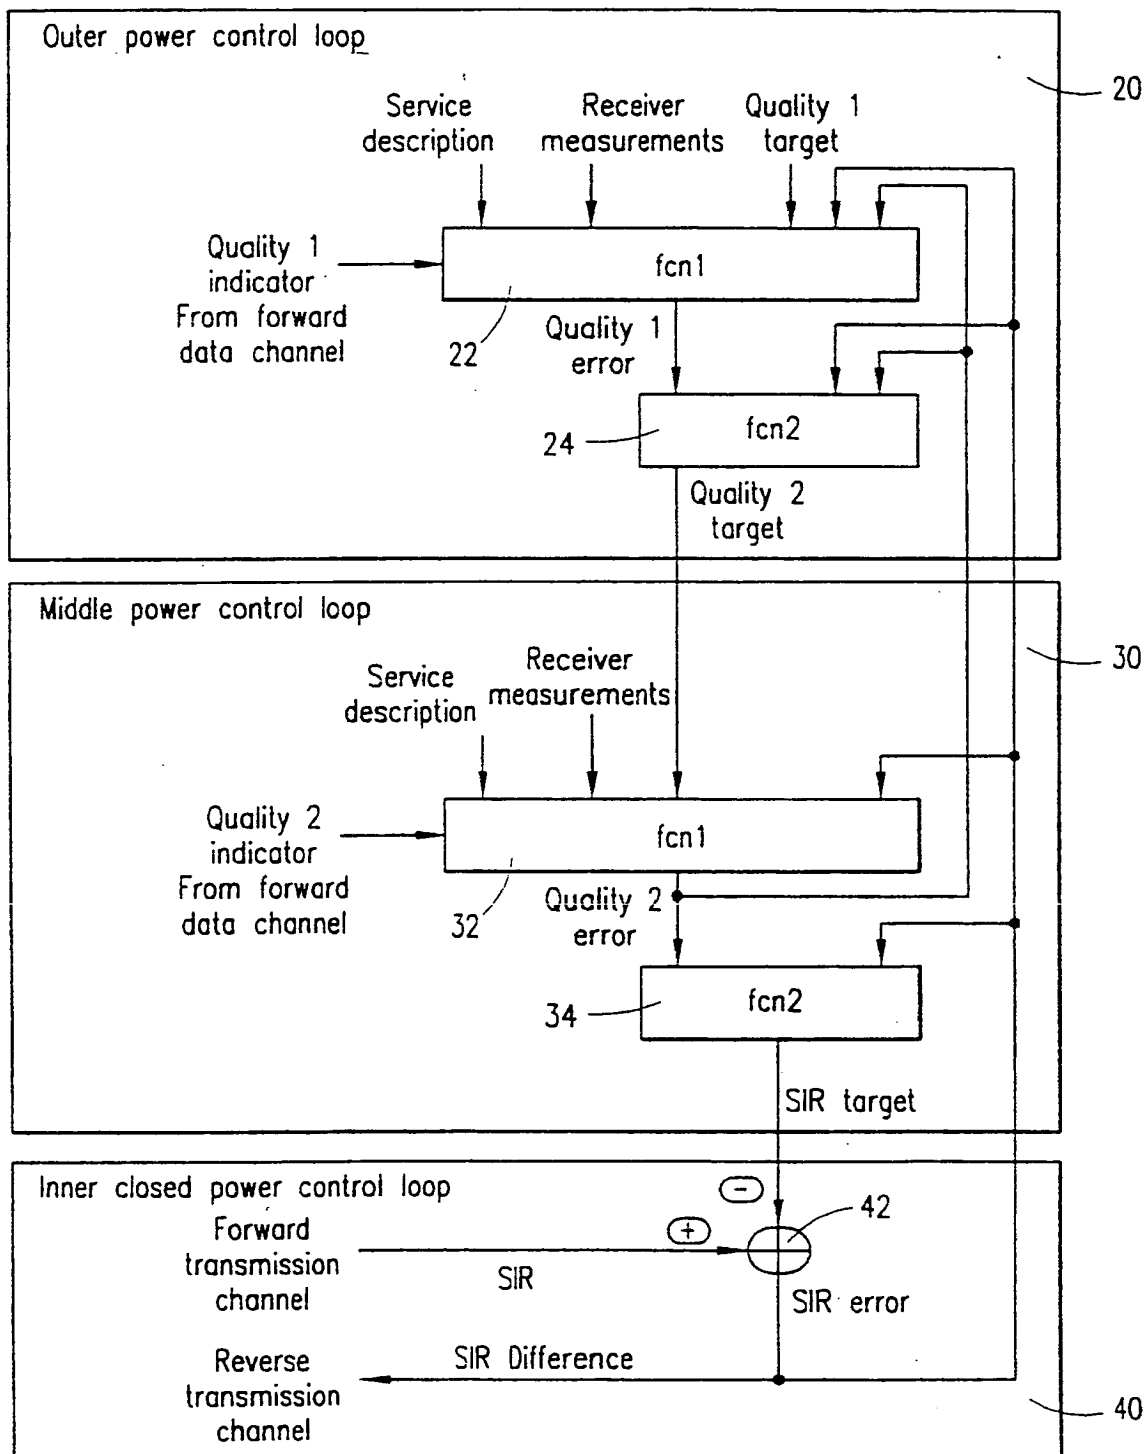 Outer power control loop
20
Service
description
Receiver
measurements
Quality 1
target
Quality 1
indicator
From forward
data channel
fcn1
22
Quality 1
error
fcn2
24
Quality 2
target
Middle power control loop
30
Service
description
Receiver
measurements
Quality 2
indicator
From forward
data channel
fcn1
32
Quality 2
error
fcn2
34
SIR target
Inner closed power control loop
−
42
Forward
transmission
channel
+
SIR
SIR error
Reverse
transmission
channel
SIR Difference
40